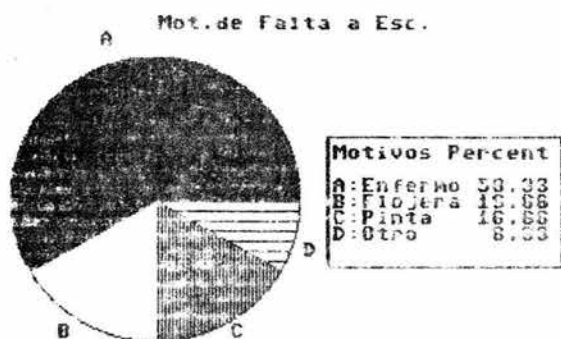 Mot.de Falta a Esc.
A
Motivos Percent
A:Enfermo 58.33
B:Flojera 16.66
C:Pinta 16.66
D:Otro 8.33
D
B
C